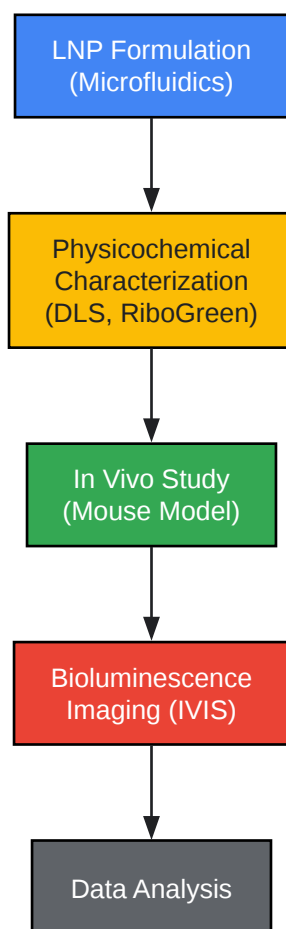 LNP Formulation
(Microfluidics)
Physicochemical
Characterization
(DLS, RiboGreen)
In Vivo Study
(Mouse Model)
Bioluminescence
Imaging (IVIS)
Data Analysis